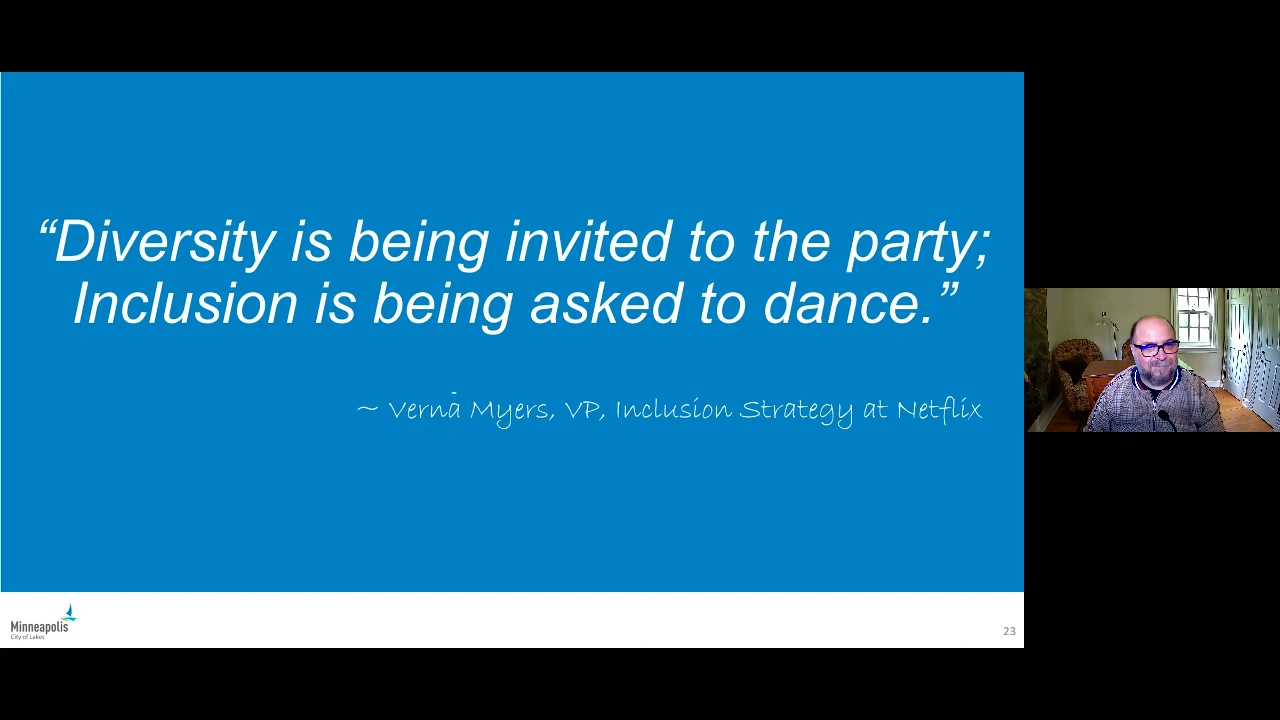 “Diversity is being invited to the party;
Inclusion is being asked to dance.”
~ Vernā Myers, VP, Inclusion Strategy at Netflix
Minneapolis
City of Lakes
23